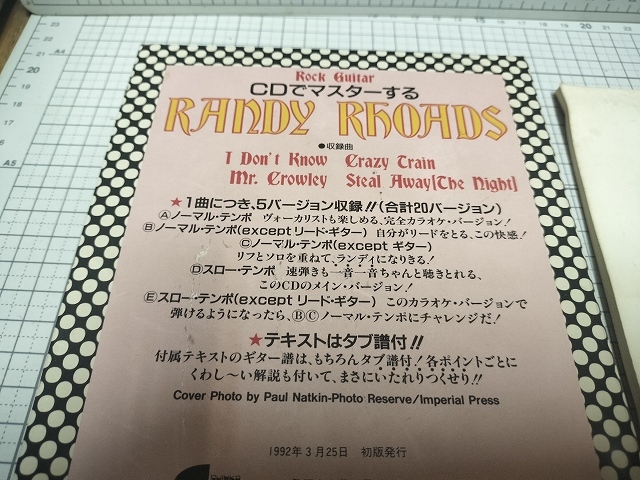 Rock Guitar
CDでマスターする
RANDY RHOADS
●収録曲
I Don't Know Crazy Train
Mr. Crowley Steal Away[The Night]
★1曲につき、5バージョン収録!!(合計20バージョン)
Ⓐノーマル・テンポ ヴォーカリストも楽しめる、完全カラオケ・バージョン!
Ⓑノーマル・テンポ(except リード・ギター) 自分がリードをとる、この快感!
Ⓒノーマル・テンポ(except ギター)
リフとソロを重ねて、ランディになりきる!
Ⓓスロー・テンポ 速弾きも一音一音ちゃんと聴きとれる、
このCDのメイン・バージョン!
Ⓔスロー・テンポ(except リード・ギター) このカラオケ・バージョンで
弾けるようになったら、ⒷⒸノーマル・テンポにチャレンジだ!
★テキストはタブ譜付!!
付属テキストのギター譜は、もちろんタブ譜付!各ポイントごとに
くわし〜い解説も付いて、まさにいたれりつくせり!!
Cover Photo by Paul Natkin-Photo Reserve/Imperial Press
1992年3月25日 初版発行
A4
20
A5
15